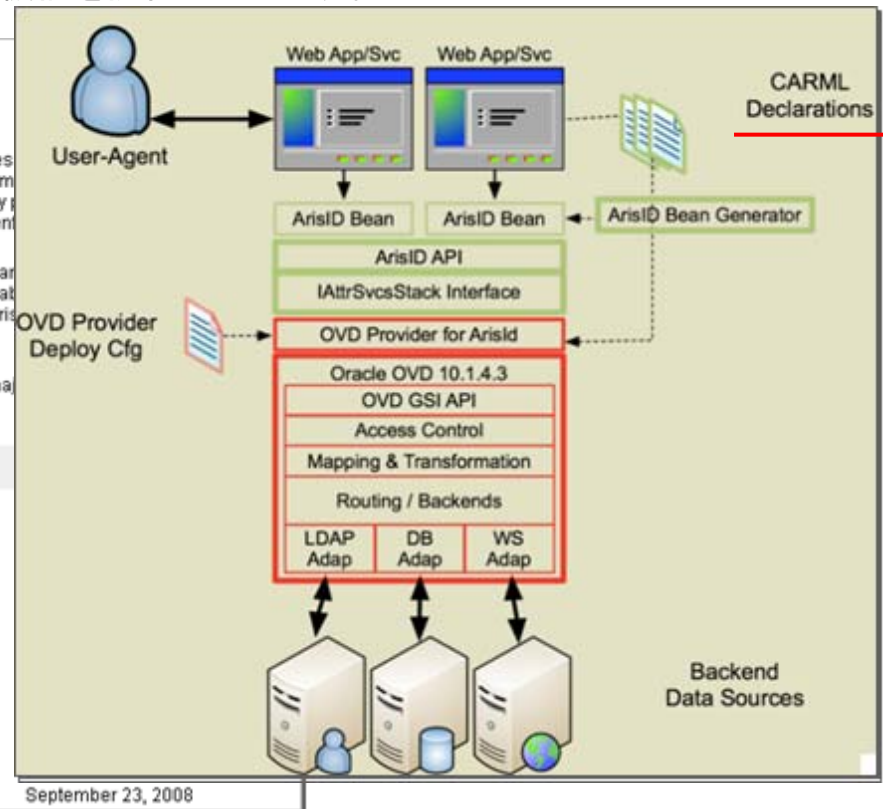 Web App/Svc
Web App/Svc
CARML
Declarations
User-Agent
ArisID Bean
ArisID Bean
ArisID Bean Generator
ArisID API
IAttrSvcsStack Interface
OVD Provider
Deploy Cfg
OVD Provider for ArisId
Oracle OVD 10.1.4.3
OVD GSI API
Access Control
Mapping & Transformation
Routing / Backends
LDAP
Adap
DB
Adap
WS
Adap
Backend
Data Sources
September 23, 2008